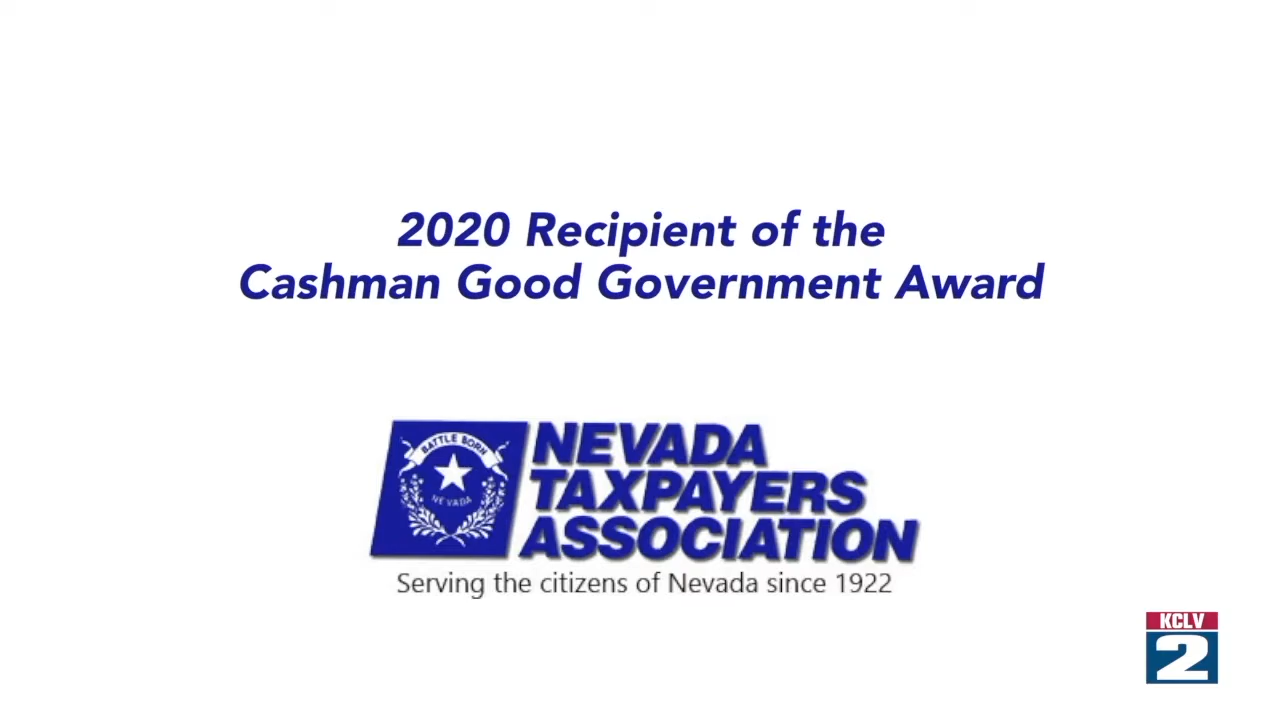 2020 Recipient of the
Cashman Good Government Award
BATTLE BORN
NEVADA
NEVADA
TAXPAYERS
ASSOCIATION
Serving the citizens of Nevada since 1922
KCLV
2